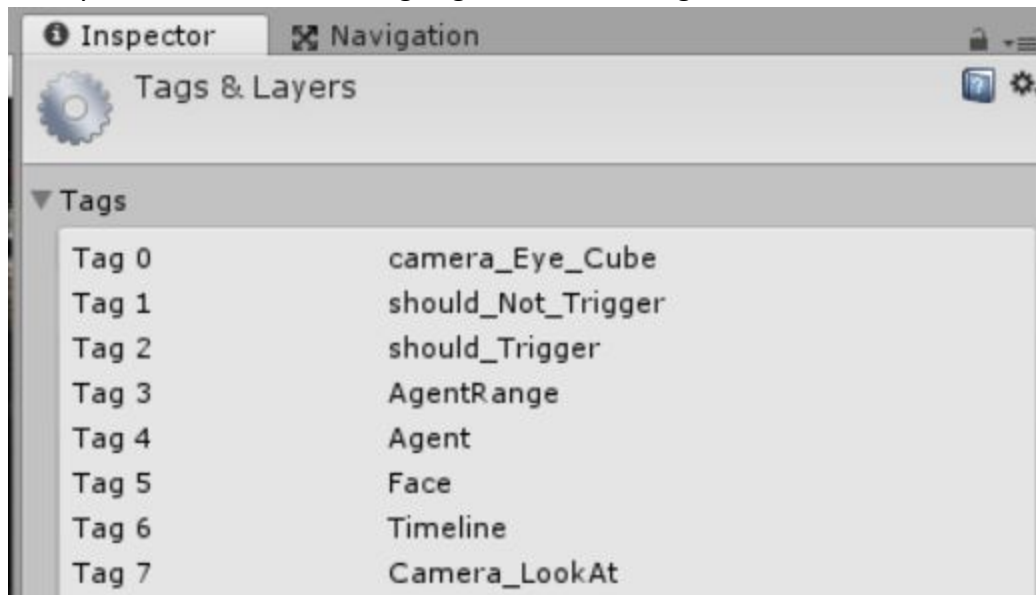 Inspector Navigation
Tags & Layers
Tags
Tag 0 camera_Eye_Cube
Tag 1 should_Not_Trigger
Tag 2 should_Trigger
Tag 3 AgentRange
Tag 4 Agent
Tag 5 Face
Tag 6 Timeline
Tag 7 Camera_LookAt